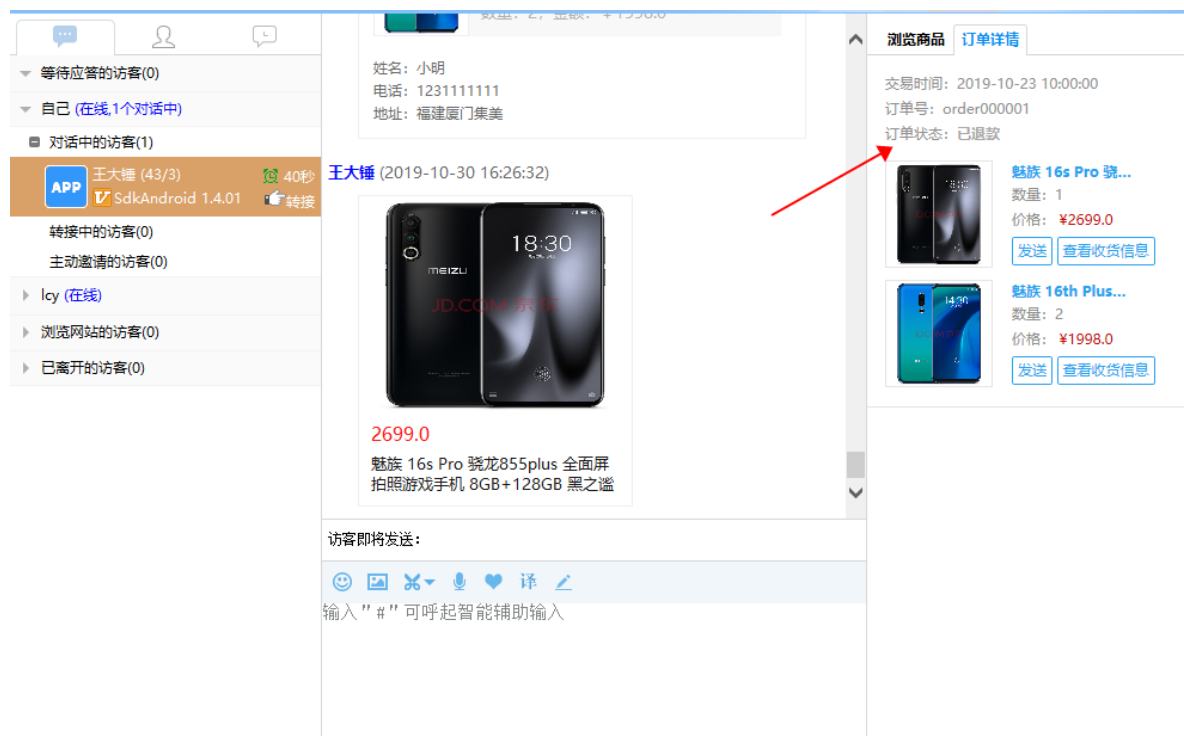 等待应答的访客(0)
自己 (在线,1个对话中)
对话中的访客(1)
APP
王大锤 (43/3)
40秒
SdkAndroid 1.4.01
转接
转接中的访客(0)
主动邀请的访客(0)
lcy (在线)
浏览网站的访客(0)
已离开的访客(0)
数量: 2, 金额: +1998.0
姓名: 小明
电话: 1231111111
地址: 福建厦门集美
王大锤 (2019-10-30 16:26:32)
18:30
MEIZU
JD.COM 京东
2699.0
魅族 16s Pro 骁龙855plus 全面屏
拍照游戏手机 8GB+128GB 黑之谧
访客即将发送:
译
输入"#"可呼起智能辅助输入
浏览商品 订单详情
交易时间: 2019-10-23 10:00:00
订单号: order000001
订单状态: 已退款
魅族 16s Pro 骁...
数量: 1
价格: ¥2699.0
发送 查看收货信息
魅族 16th Plus...
数量: 2
价格: ¥1998.0
发送 查看收货信息